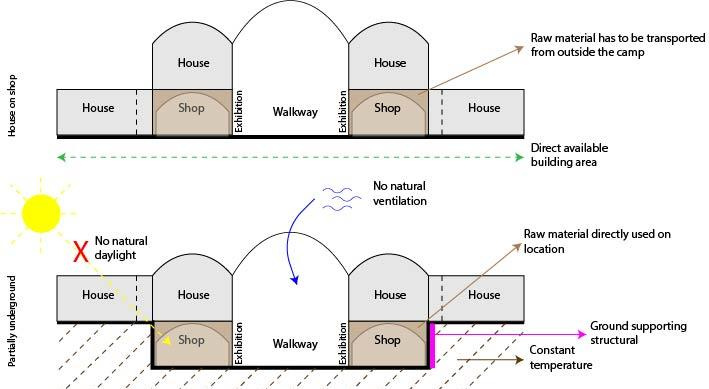 House on shop
House
House
Raw material has to be transported
from outside the camp
House
Shop
Exhibition
Walkway
Exhibition
Shop
House
Direct available
building area
No natural
ventilation
X
No natural
daylight
Raw material directly used on
location
Partially underground
House
House
House
House
Shop
Exhibition
Walkway
Exhibition
Shop
Ground supporting
structural
Constant
temperature